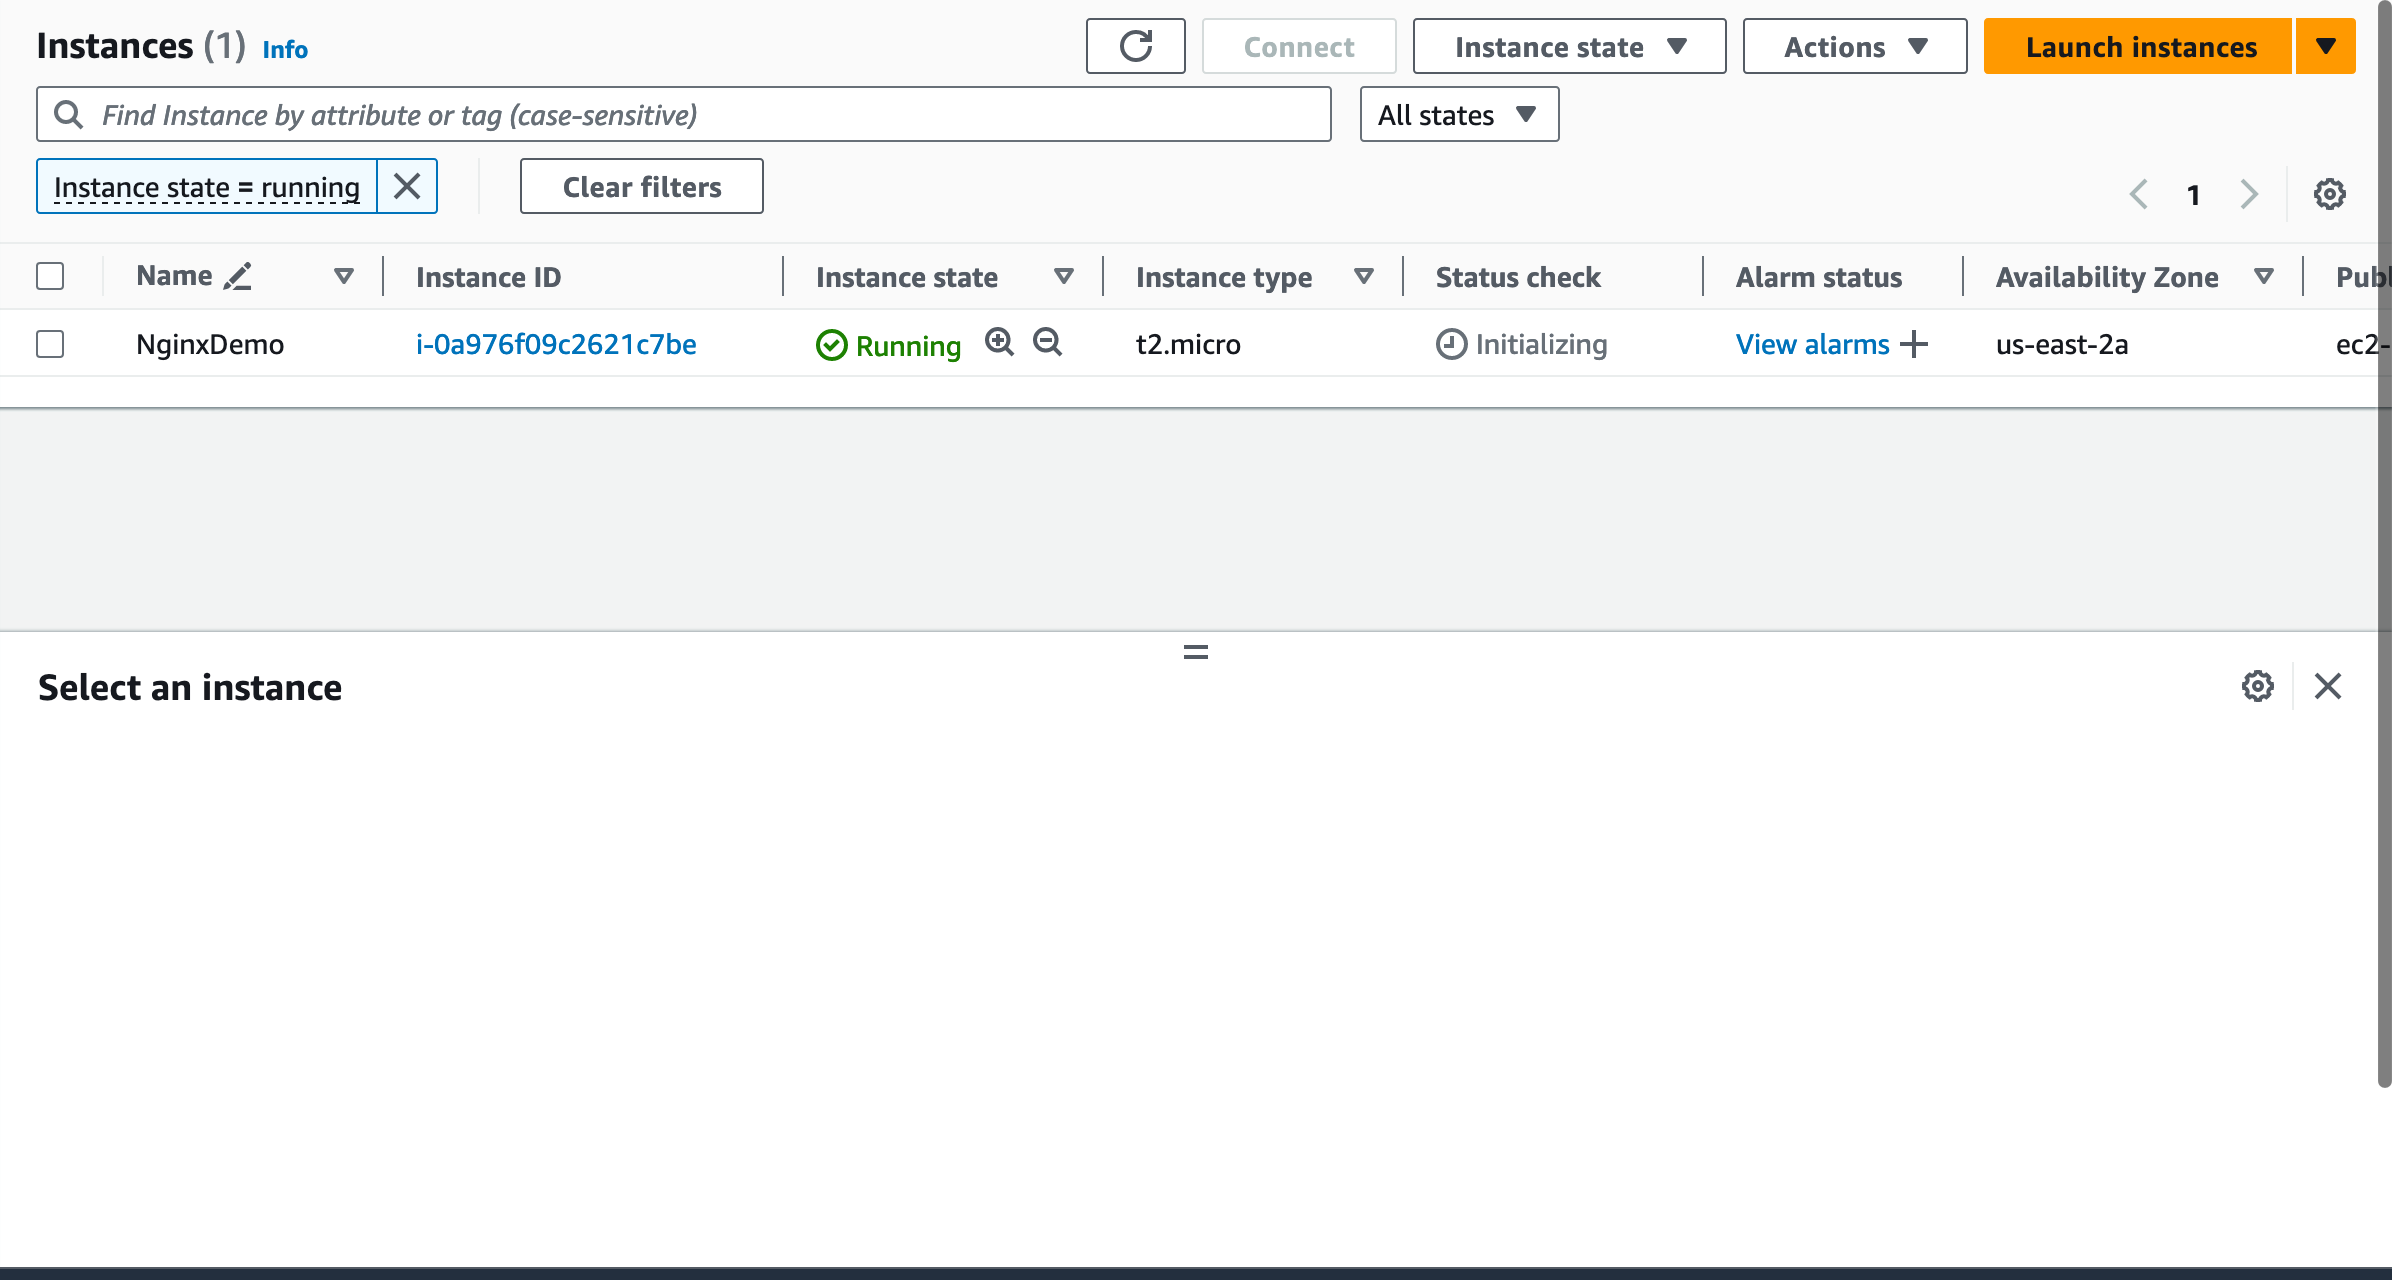 Instances (1) Info
Connect
Instance state
Actions
Launch instances
Find Instance by attribute or tag (case-sensitive)
All states
Instance state = running
Clear filters
1
Name Instance ID Instance state Instance type Status check Alarm status Availability Zone Publ
NginxDemo i-0a976f09c2621c7be Running t2.micro Initializing View alarms us-east-2a ec2-
Select an instance